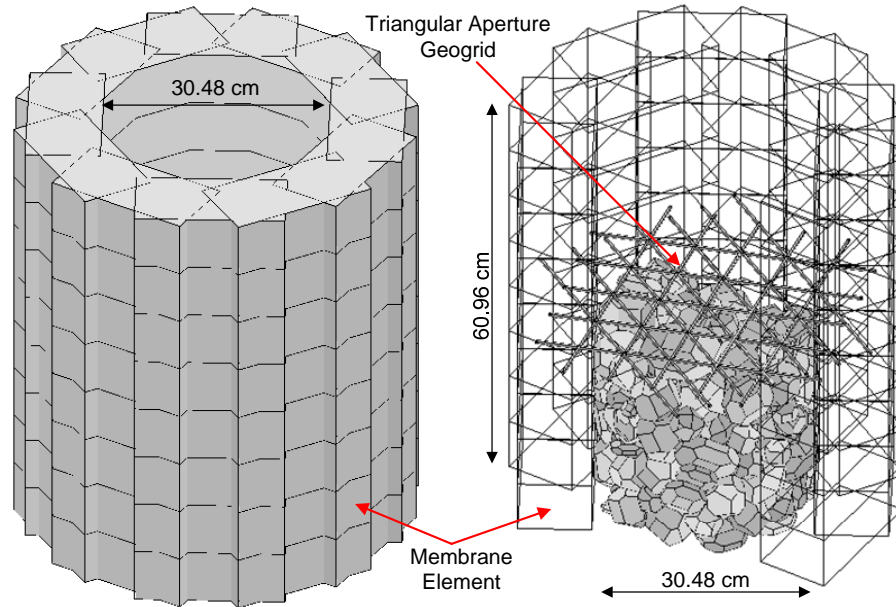 Triangular Aperture
Geogrid
30.48 cm
60.96 cm
Membrane
Element
30.48 cm